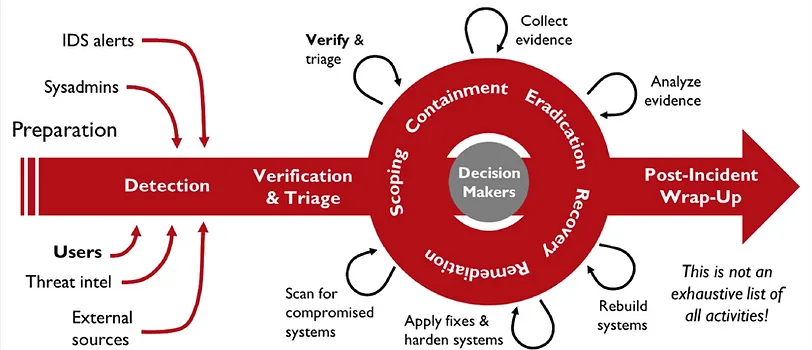 IDS alerts
Sysadmins
Preparation
Detection
Users
Threat intel
External
sources
Verification
& Triage
Verify &
triage
Collect
evidence
Analyze
evidence
Scoping
Containment
Eradication
Recovery
Remediation
Decision
Makers
Scan for
compromised
systems
Apply fixes &
harden systems
Rebuild
systems
Post-Incident
Wrap-Up
This is not an
exhaustive list of
all activities!